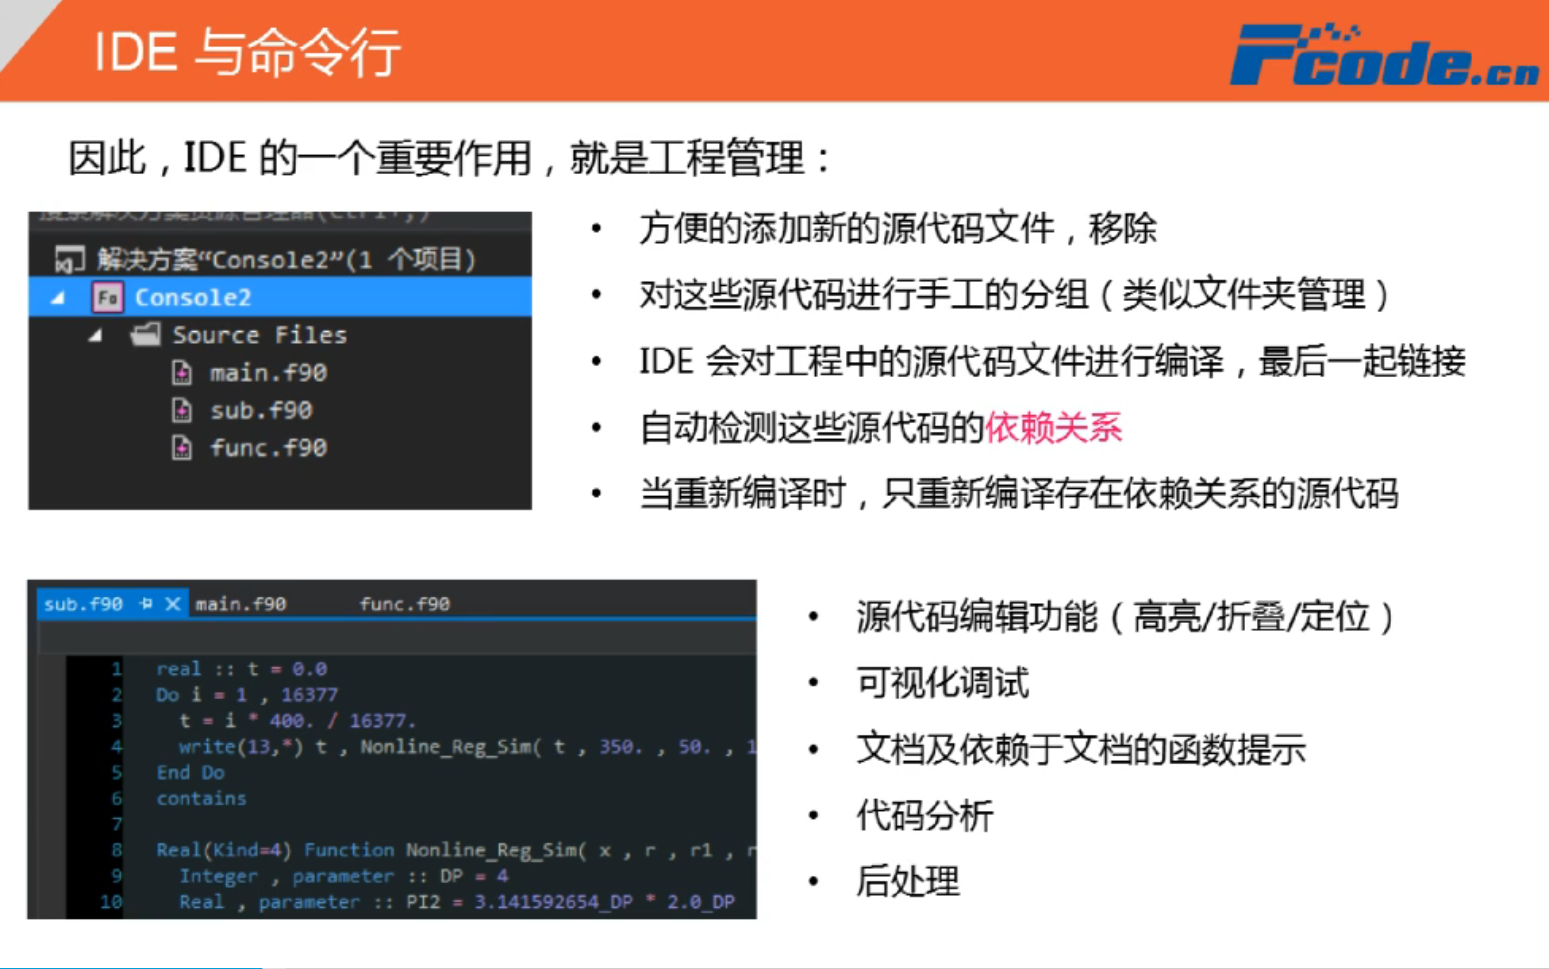 IDE 与命令行
Fcode.cn
因此，IDE 的一个重要作用，就是工程管理：
解决方案“Console2”(1 个项目)
Console2
Source Files
main.f90
sub.f90
func.f90
• 方便的添加新的源代码文件，移除
• 对这些源代码进行手工的分组（类似文件夹管理）
• IDE 会对工程中的源代码文件进行编译，最后一起链接
• 自动检测这些源代码的依赖关系
• 当重新编译时，只重新编译存在依赖关系的源代码
sub.f90 main.f90 func.f90
1 real :: t = 0.0
2 Do i = 1 , 16377
3 t = i * 400. / 16377.
4 write(13,*) t , Nonline_Reg_Sim( t , 350. , 50. , 1
5 End Do
6 contains
7
8 Real(Kind=4) Function Nonline_Reg_Sim( x , r , r1 , r
9 Integer , parameter :: DP = 4
10 Real , parameter :: PI2 = 3.141592654_DP * 2.0_DP
• 源代码编辑功能（高亮/折叠/定位）
• 可视化调试
• 文档及依赖于文档的函数提示
• 代码分析
• 后处理